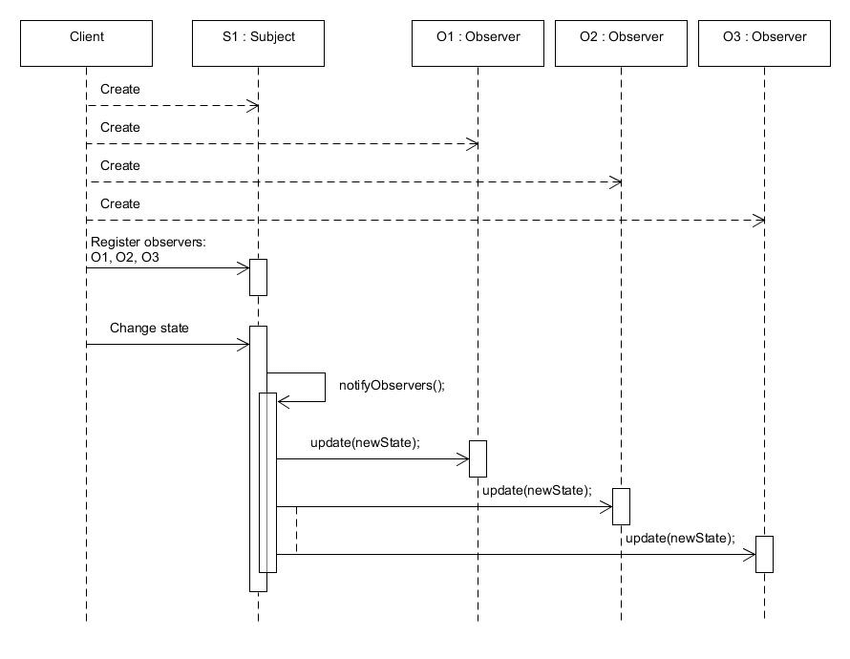 Client
S1 : Subject
O1 : Observer
O2 : Observer
O3 : Observer
Create
Create
Create
Create
Register observers:
O1, O2, O3
Change state
notifyObservers();
update(newState);
update(newState);
update(newState);